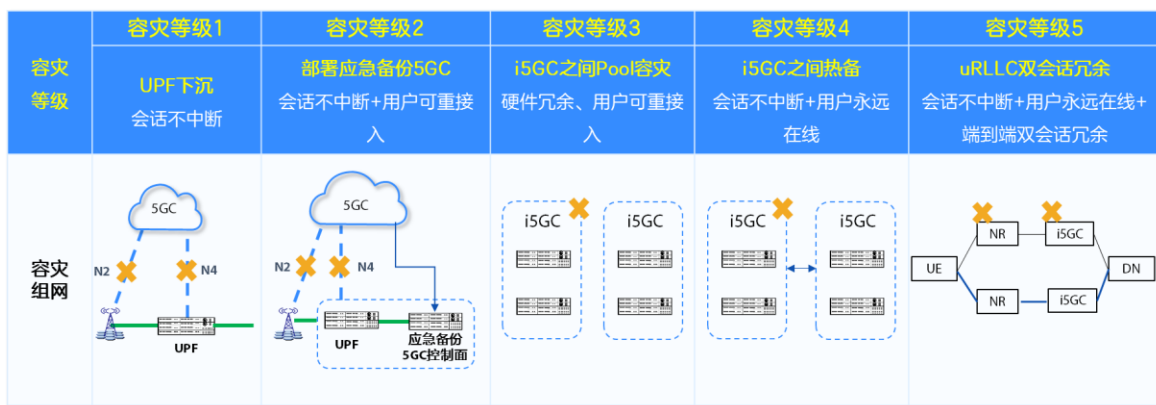 容灾
等级
容灾等级1
UPF下沉
会话不中断
容灾等级2
部署应急备份5GC
会话不中断+用户可重接
入
容灾等级3
i5GC之间Pool容灾
硬件冗余、用户可重接
入
容灾等级4
i5GC之间热备
会话不中断+用户永远
在线
容灾等级5
uRLLC双会话冗余
会话不中断+用户永远在线+
端到端双会话冗余
容灾
组网
5GC
N2
N4
UPF
5GC
N2
N4
UPF
应急备份
5GC控制面
i5GC
i5GC
i5GC
i5GC
NR
i5GC
UE
DN
NR
i5GC